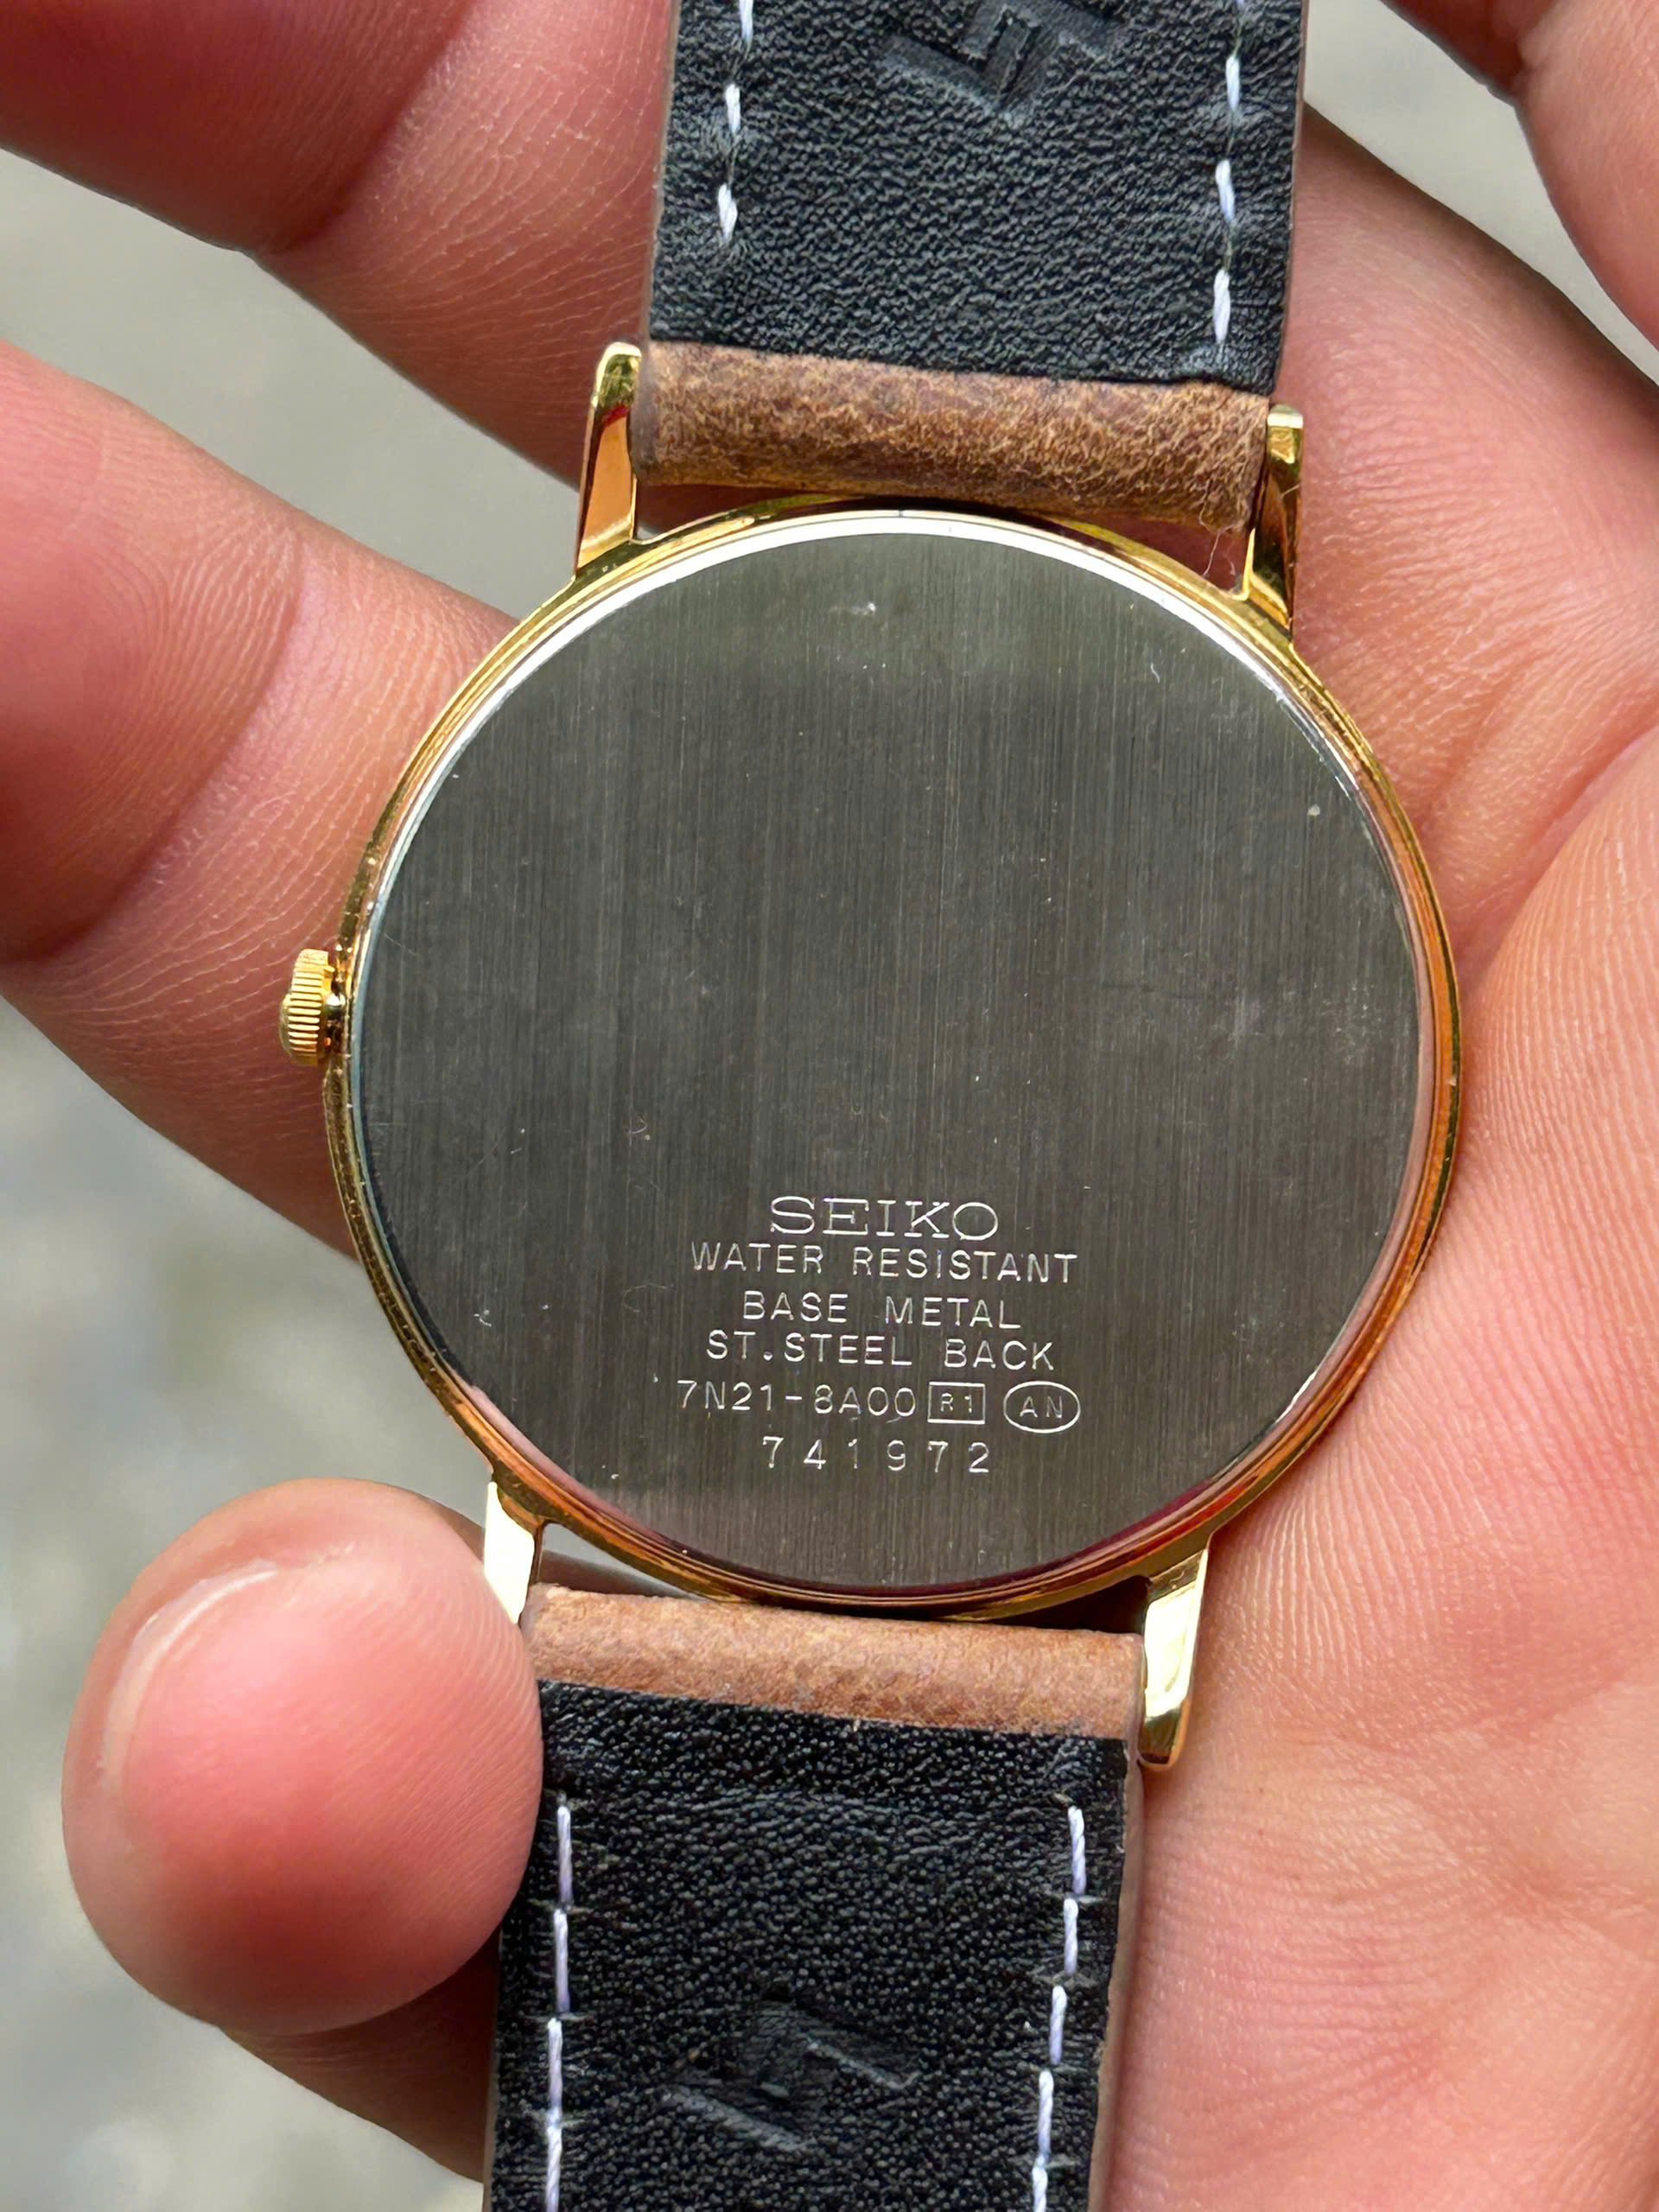 SEIKO
WATER RESISTANT
BASE METAL
ST.STEEL BACK
7N21-8A00 R1 AN
741972